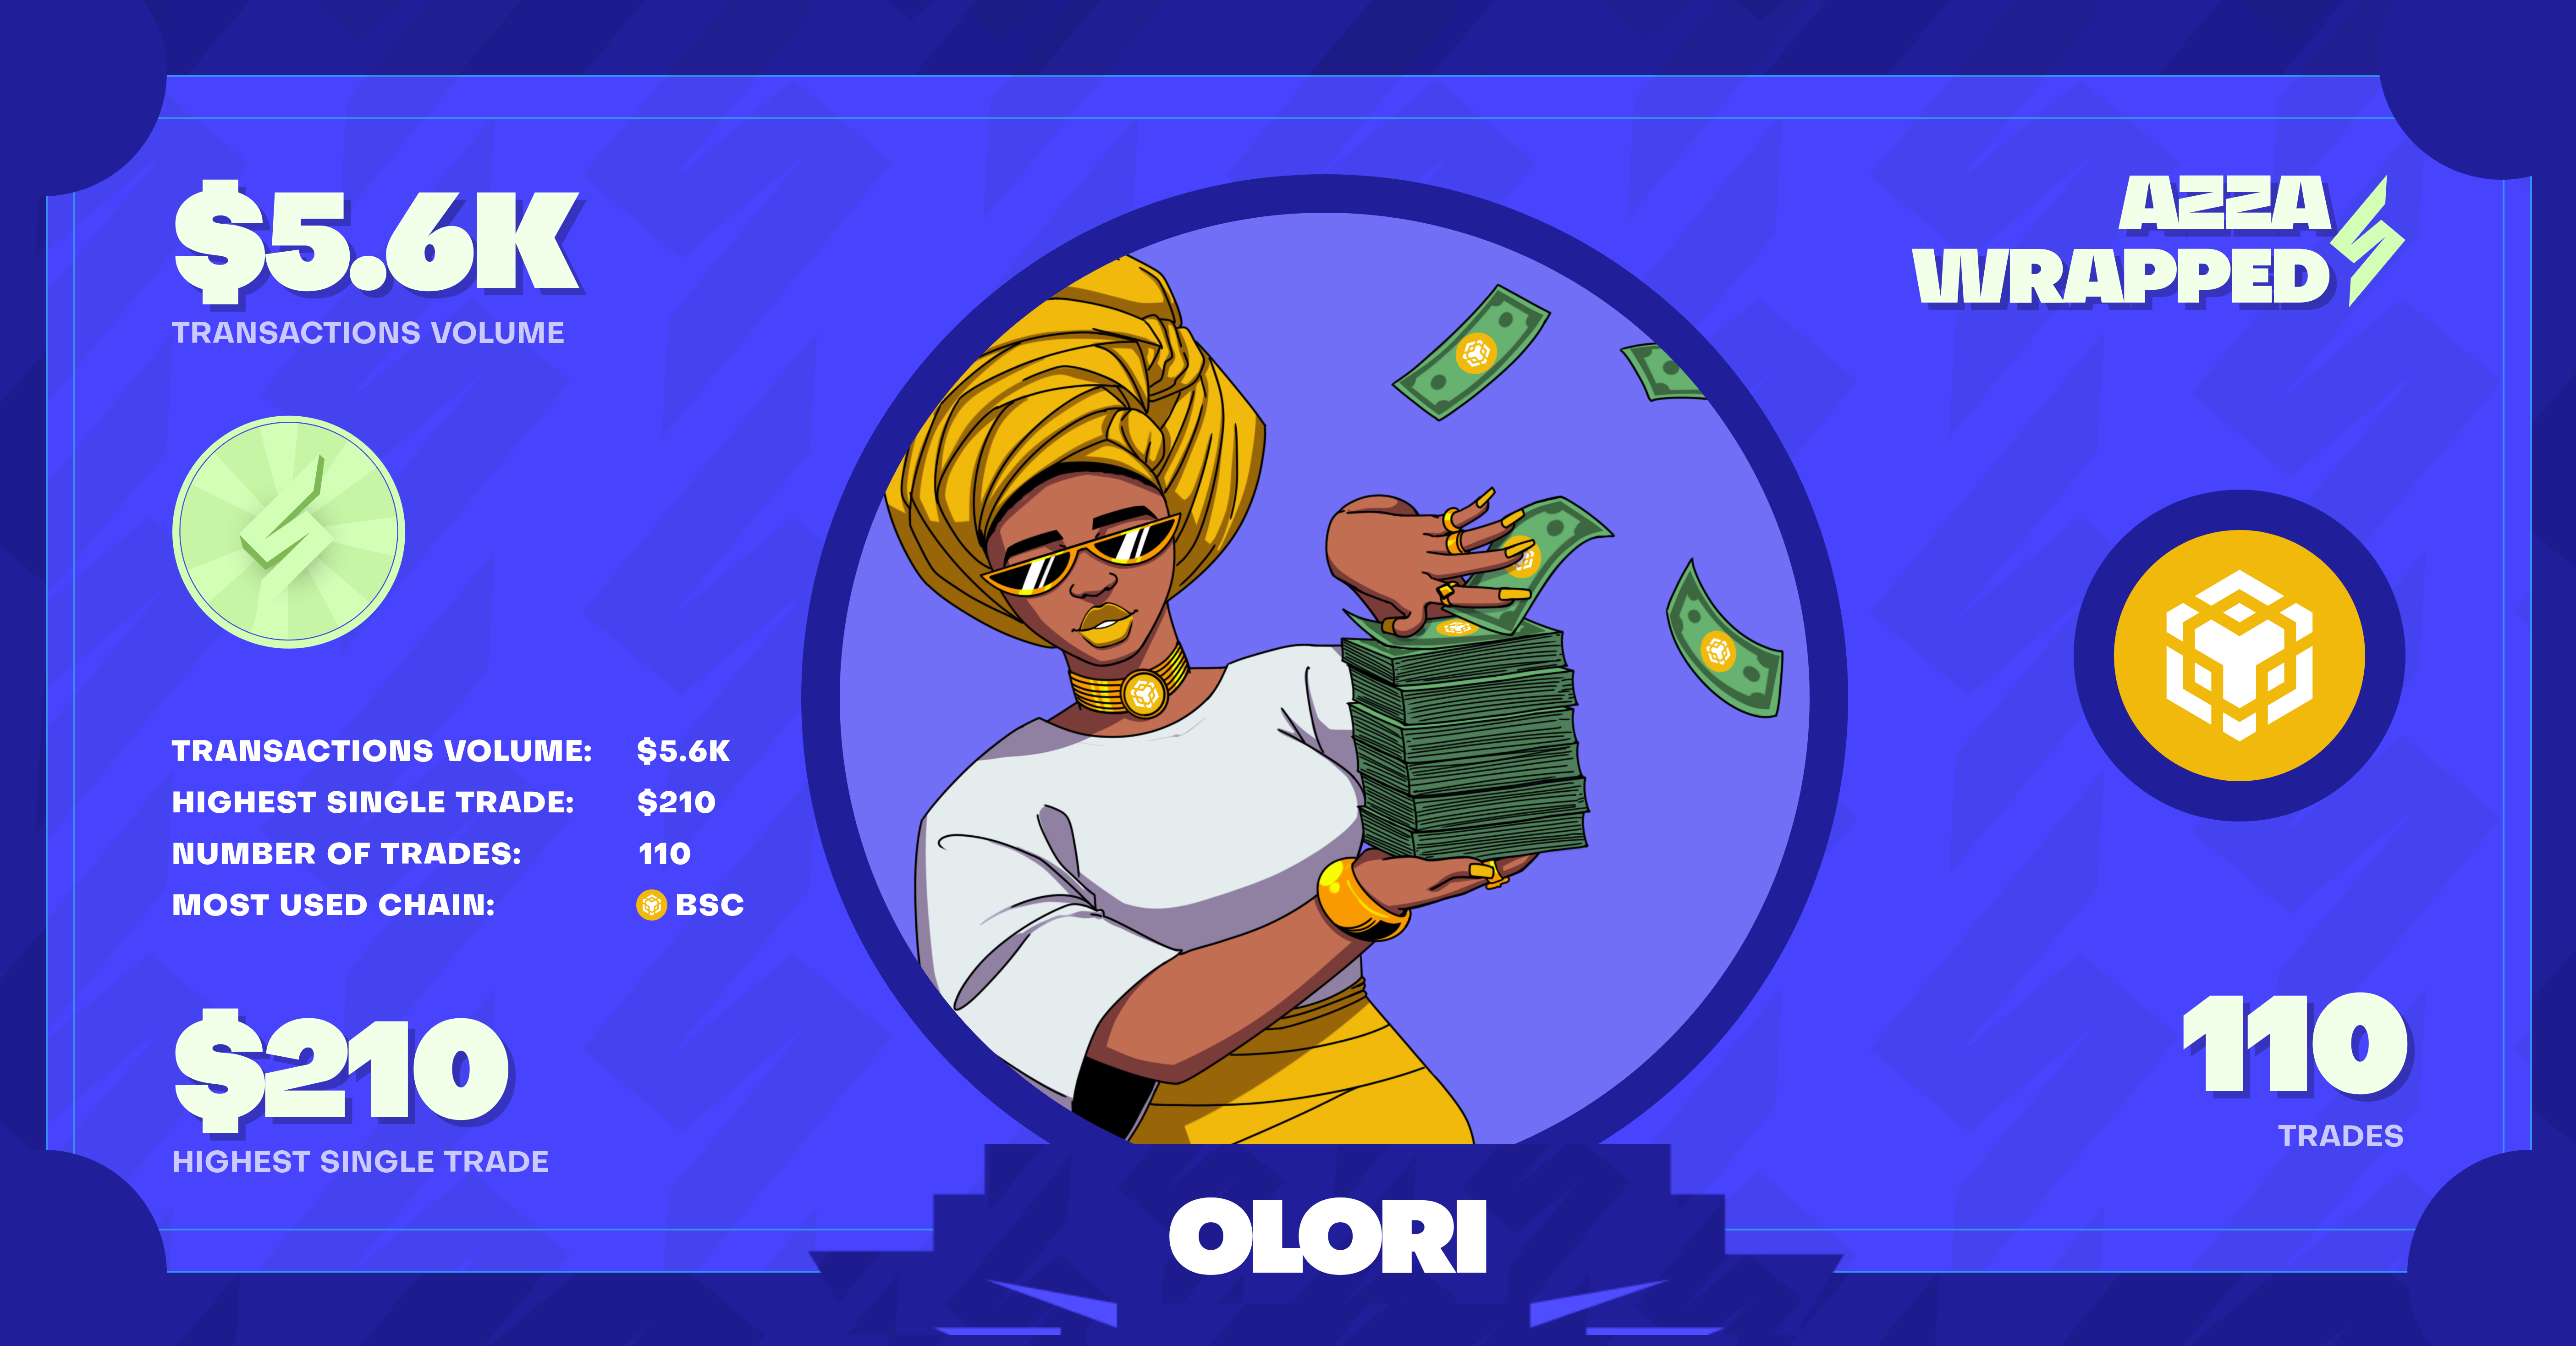 $5.6K
TRANSACTIONS VOLUME
AZZA
WRAPPED
TRANSACTIONS VOLUME: $5.6K
HIGHEST SINGLE TRADE: $210
NUMBER OF TRADES: 110
MOST USED CHAIN: BSC
$210
HIGHEST SINGLE TRADE
110
TRADES
OLORI